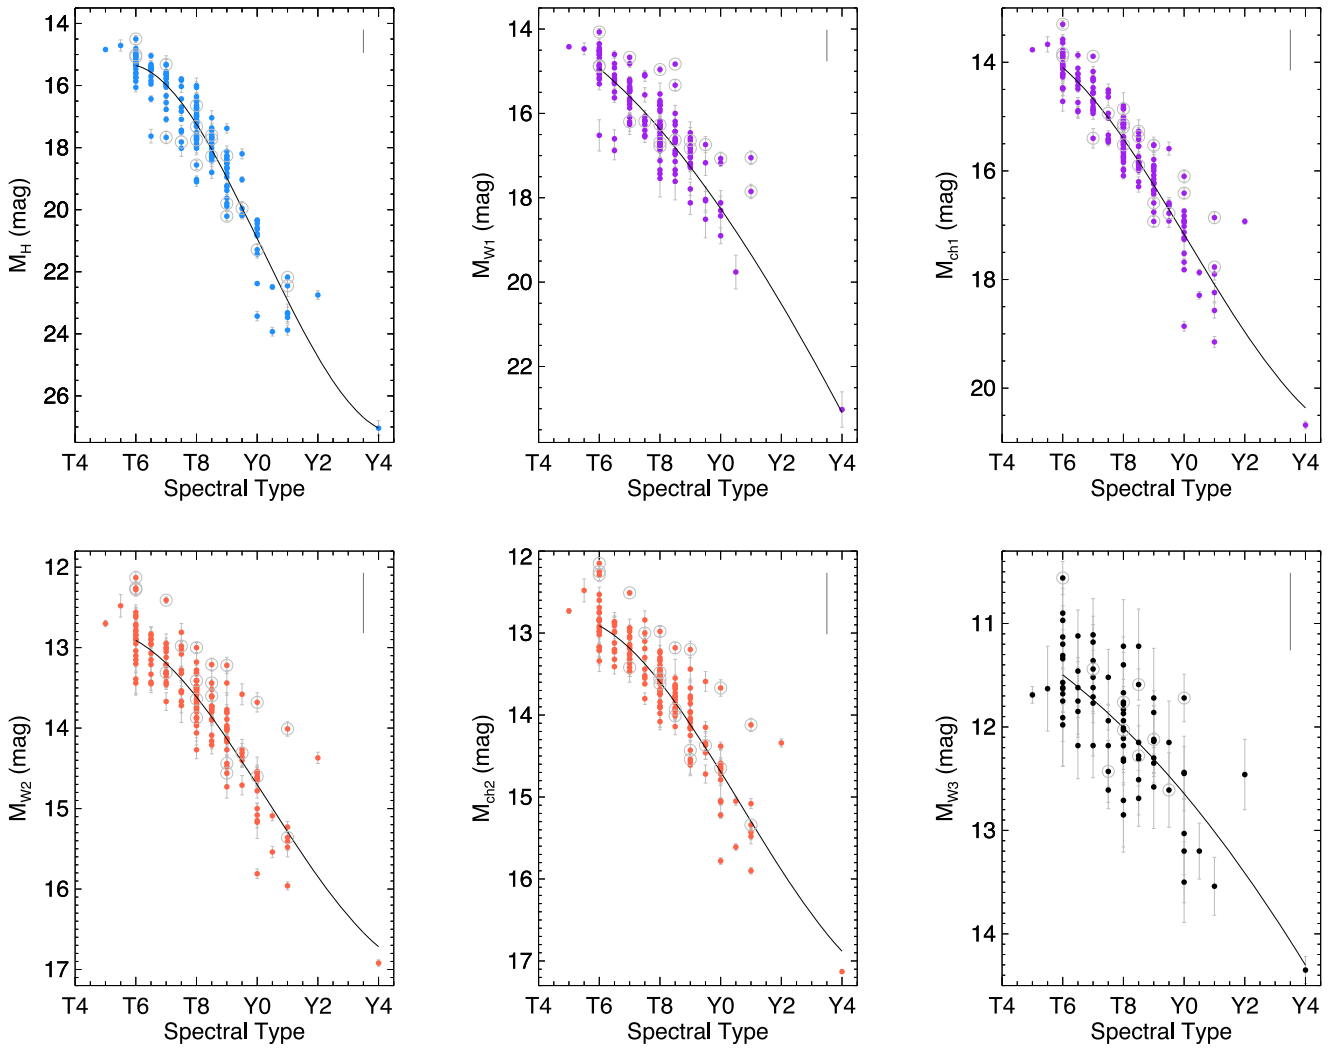 14
16
18
20
22
24
26
M_H (mag)
T4 T6 T8 Y0 Y2 Y4
Spectral Type
14
16
18
20
22
M_W1 (mag)
T4 T6 T8 Y0 Y2 Y4
Spectral Type
14
16
18
20
M_ch1 (mag)
T4 T6 T8 Y0 Y2 Y4
Spectral Type
12
13
14
15
16
17
M_W2 (mag)
T4 T6 T8 Y0 Y2 Y4
Spectral Type
12
13
14
15
16
17
M_ch2 (mag)
T4 T6 T8 Y0 Y2 Y4
Spectral Type
11
12
13
14
M_W3 (mag)
T4 T6 T8 Y0 Y2 Y4
Spectral Type